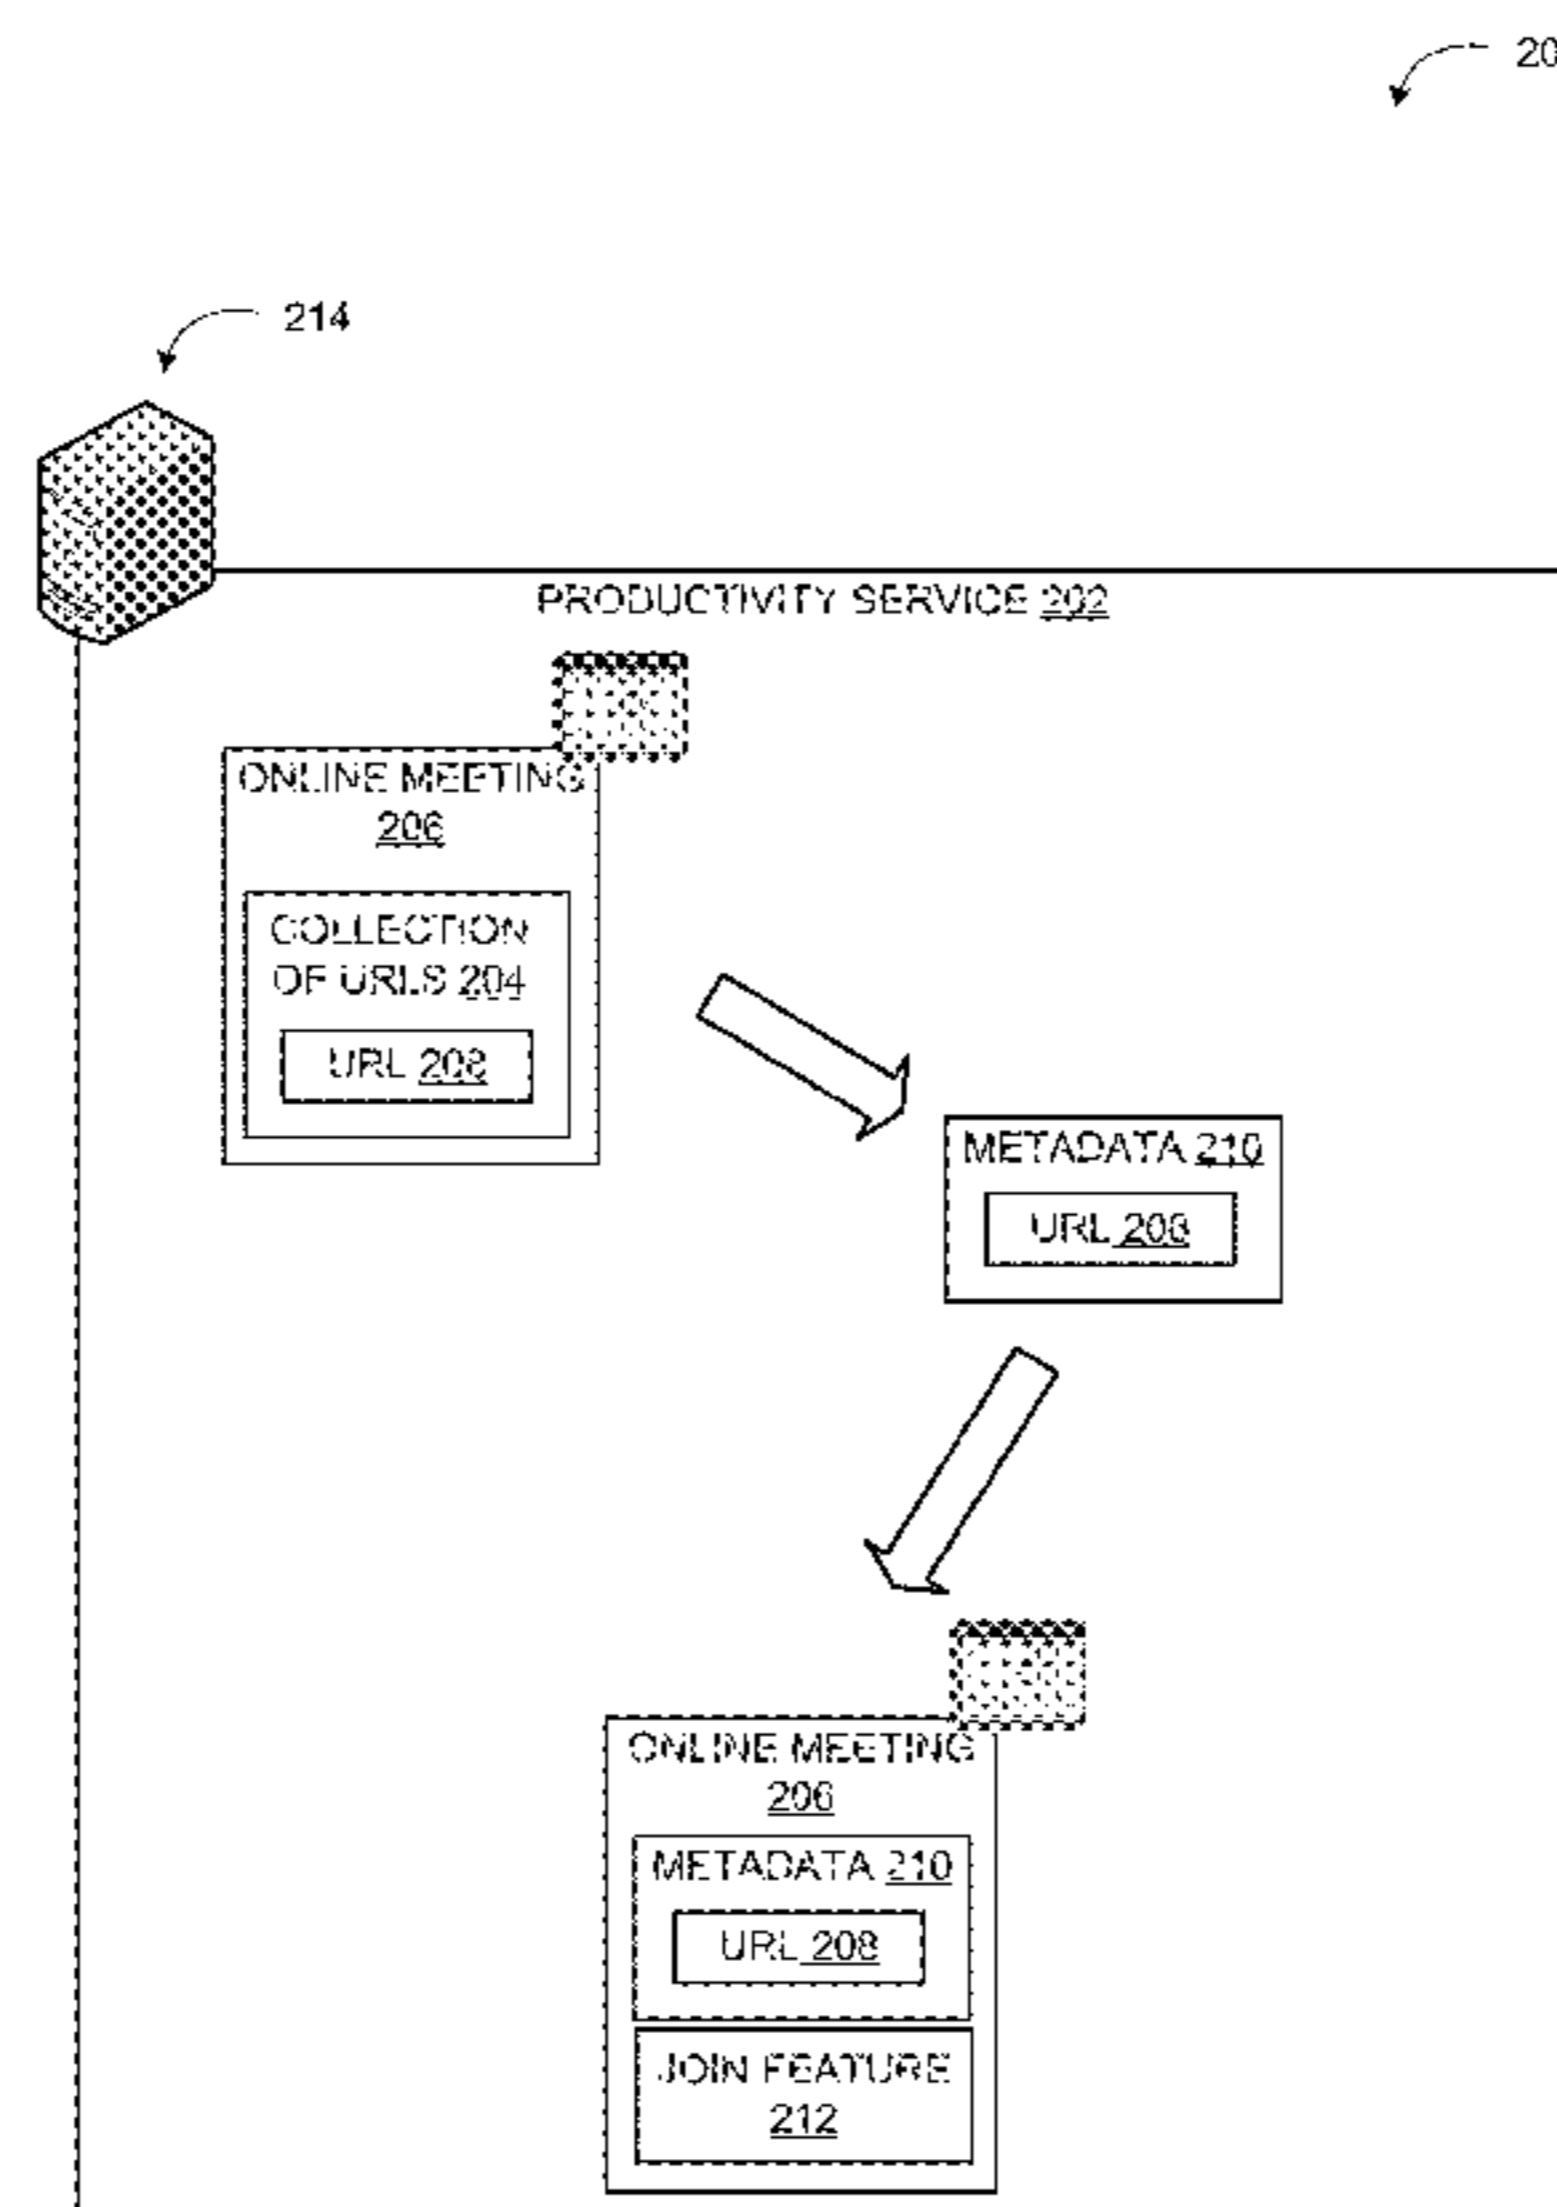 20
214
PRODUCTIVITY SERVICE 202
ONLINE MEETING
206
COLLECTION
OF URLS 204
URL 208
METADATA 210
URL 208
ONLINE MEETING
206
METADATA 210
URL 208
JOIN FEATURE
212